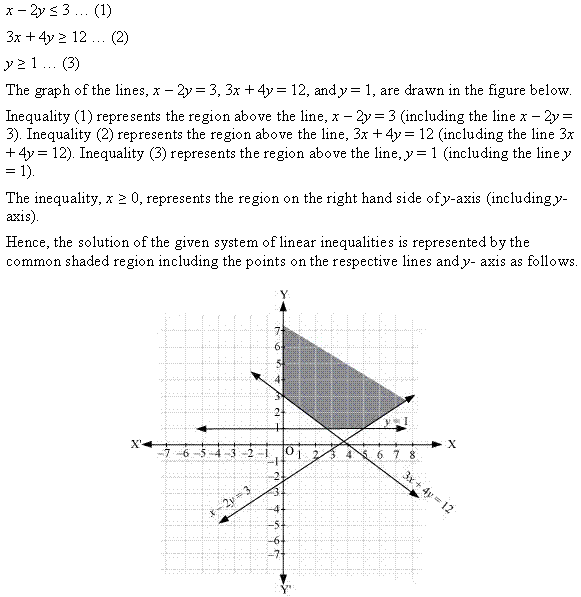 x – 2y ≤ 3 … (1)
3x + 4y ≥ 12 … (2)
y ≥ 1 … (3)
The graph of the lines, x – 2y = 3, 3x + 4y = 12, and y = 1, are drawn in the figure below.
Inequality (1) represents the region above the line, x – 2y = 3 (including the line x – 2y =
3). Inequality (2) represents the region above the line, 3x + 4y = 12 (including the line 3x
+ 4y = 12). Inequality (3) represents the region above the line, y = 1 (including the line y
= 1).
The inequality, x ≥ 0, represents the region on the right hand side of y-axis (including y-
axis).
Hence, the solution of the given system of linear inequalities is represented by the
common shaded region including the points on the respective lines and y- axis as follows.
Y
7
6
5
4
3
2
1
y = 1
X'
X
–7 –6 –5 –4 –3 –2 –1 O 1 2 3 4 5 6 7 8
–1
–2
–3
–4
–5
–6
–7
x – 2y = 3
3x + 4y = 12
Y'